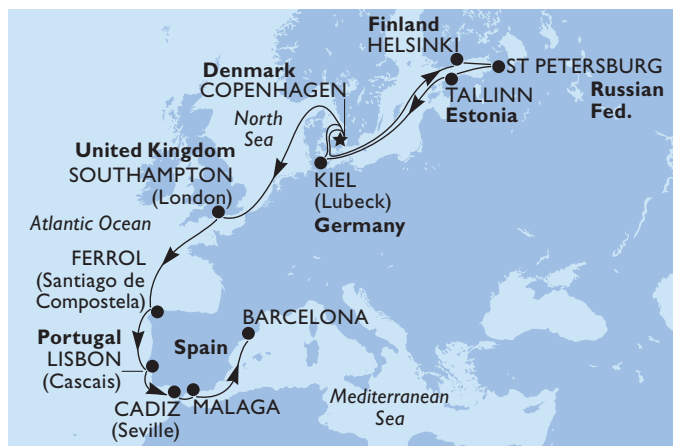 Finland
HELSINKI
ST PETERSBURG
Russian
Fed.
Denmark
COPENHAGEN
TALLINN
Estonia
North
Sea
United Kingdom
SOUTHAMPTON
(London)
KIEL
(Lubeck)
Germany
Atlantic Ocean
FERROL
(Santiago de
Compostela)
BARCELONA
Portugal
LISBON
(Cascais)
Spain
CADIZ
(Seville)
MALAGA
Mediterranean
Sea